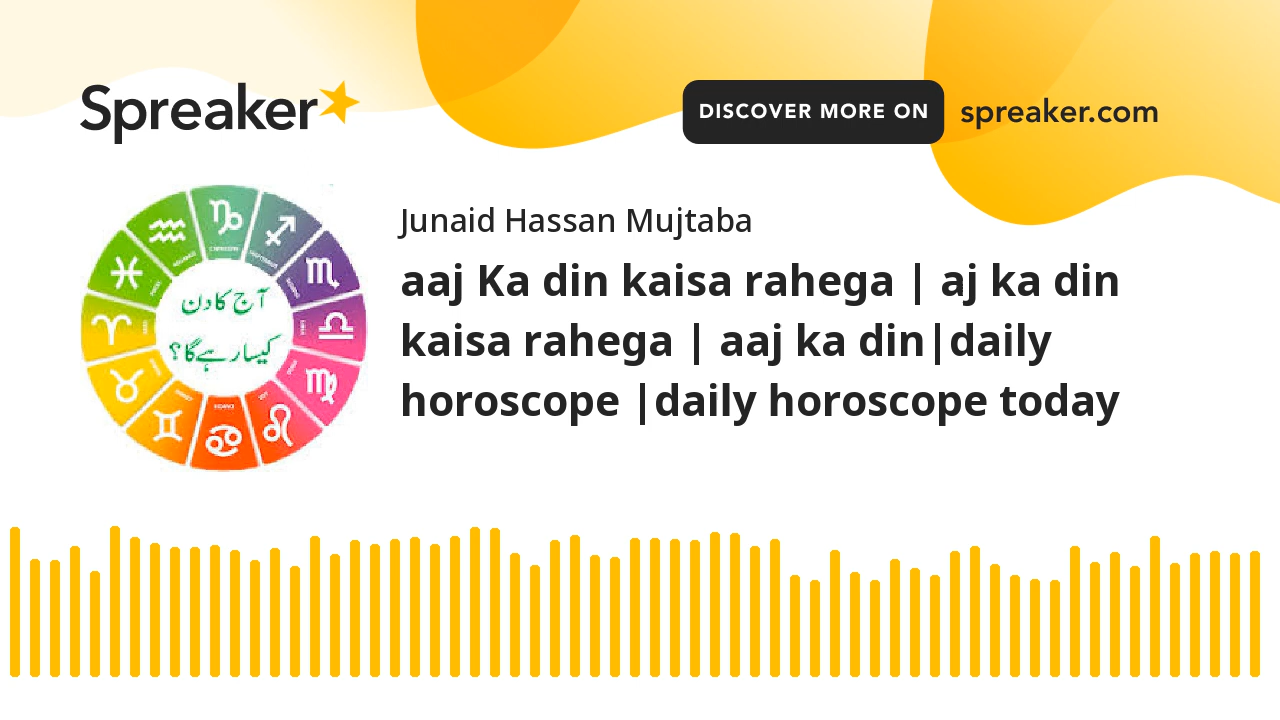 Spreaker
DISCOVER MORE ON
spreaker.com
Junaid Hassan Mujtaba
aaj Ka din kaisa rahega | aj ka din
kaisa rahega | aaj ka din|daily
horoscope |daily horoscope today
آج کا دن
کیسا رہے گا؟